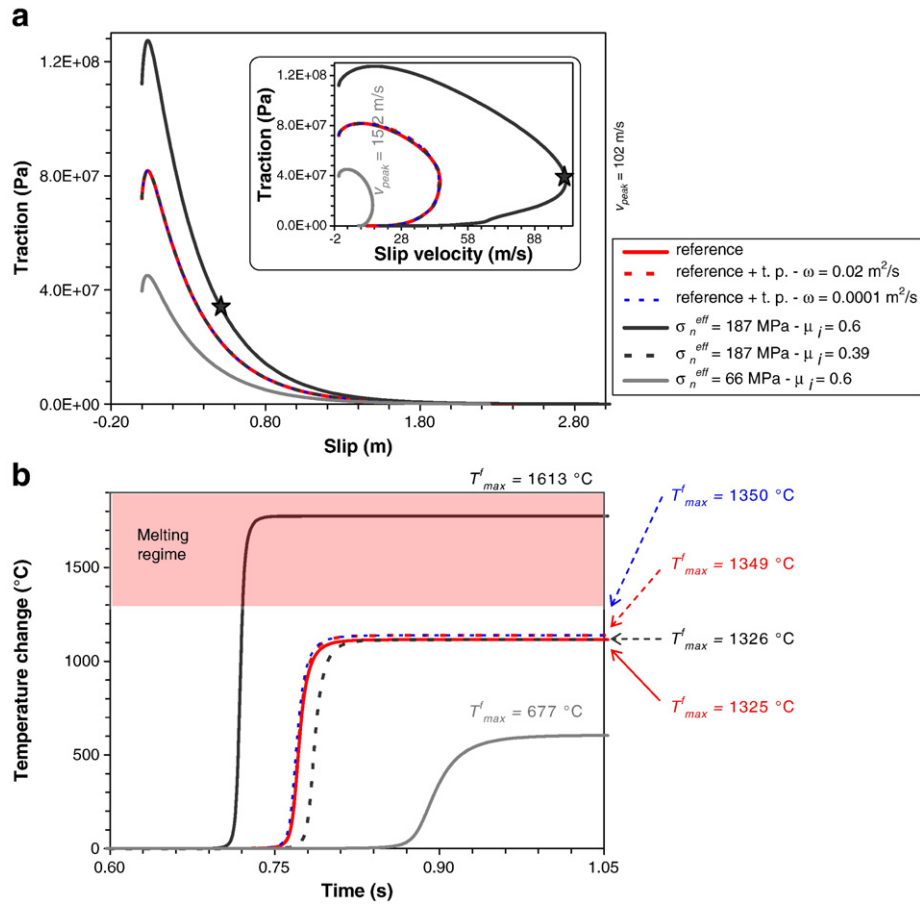 a
1.2E+08
8.0E+07
4.0E+07
0.0E+00
Traction (Pa)
-0.20
0.80
1.80
2.80
Slip (m)
1.2E+08
8.0E+07
4.0E+07
0.0E+00
Traction (Pa)
-2
28
58
88
Slip velocity (m/s)
v_peak = 15.2 m/s
v_peak = 102 m/s
reference
reference + t. p. - ω = 0.02 m²/s
reference + t. p. - ω = 0.0001 m²/s
σ_n^eff = 187 MPa - μ_i = 0.6
σ_n^eff = 187 MPa - μ_i = 0.39
σ_n^eff = 66 MPa - μ_i = 0.6
b
T^f_max = 1613 °C
Melting
regime
1500
1000
500
0
Temperature change (°C)
T^f_max = 677 °C
0.60
0.75
0.90
1.05
Time (s)
T^f_max = 1350 °C
T^f_max = 1349 °C
T^f_max = 1326 °C
T^f_max = 1325 °C